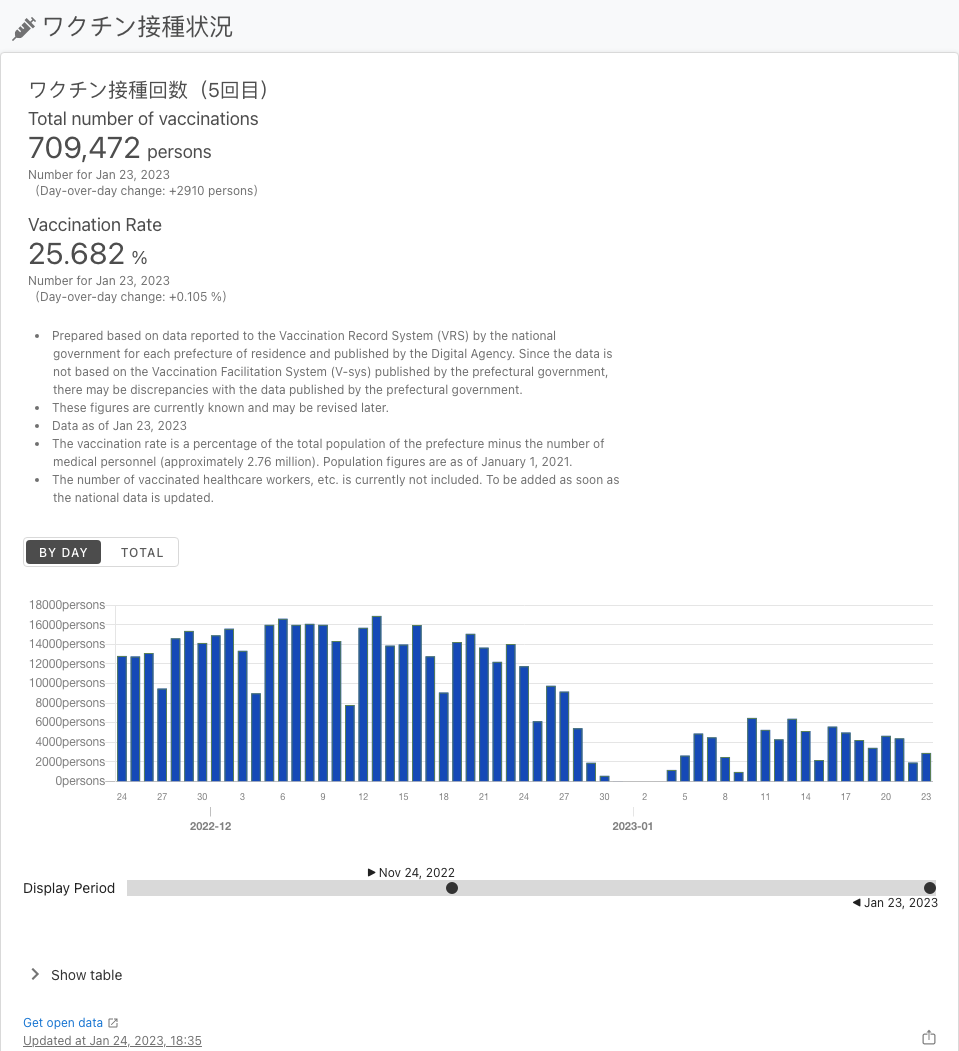 ワクチン接種状況
ワクチン接種回数（5回目）
Total number of vaccinations
709,472 persons
Number for Jan 23, 2023
（Day-over-day change: +2910 persons）
Vaccination Rate
25.682 %
Number for Jan 23, 2023
（Day-over-day change: +0.105 %）
• Prepared based on data reported to the Vaccination Record System (VRS) by the national
government for each prefecture of residence and published by the Digital Agency. Since the data is
not based on the Vaccination Facilitation System (V-sys) published by the prefectural government,
there may be discrepancies with the data published by the prefectural government.
• These figures are currently known and may be revised later.
• Data as of Jan 23, 2023
• The vaccination rate is a percentage of the total population of the prefecture minus the number of
medical personnel (approximately 2.76 million). Population figures are as of January 1, 2021.
• The number of vaccinated healthcare workers, etc. is currently not included. To be added as soon as
the national data is updated.
BY DAY TOTAL
18000persons
16000persons
14000persons
12000persons
10000persons
8000persons
6000persons
4000persons
2000persons
0persons
24 27 30 3 6 9 12 15 18 21 24 27 30 2 5 8 11 14 17 20 23
2022-12 2023-01
Nov 24, 2022
Display Period
Jan 23, 2023
Show table
Get open data
Updated at Jan 24, 2023, 18:35